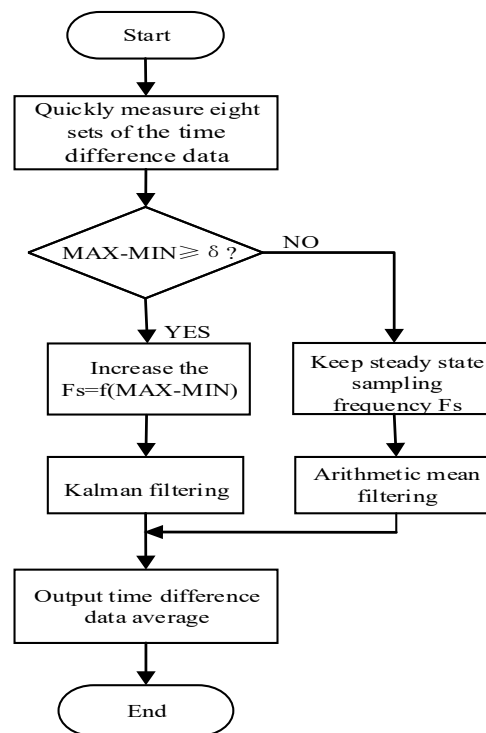 Start
Quickly measure eight
sets of the time
difference data
MAX-MIN≥ δ ?
NO
YES
Increase the
Fs=f(MAX-MIN)
Keep steady state
sampling
frequency Fs
Kalman filtering
Arithmetic mean
filtering
Output time difference
data average
End